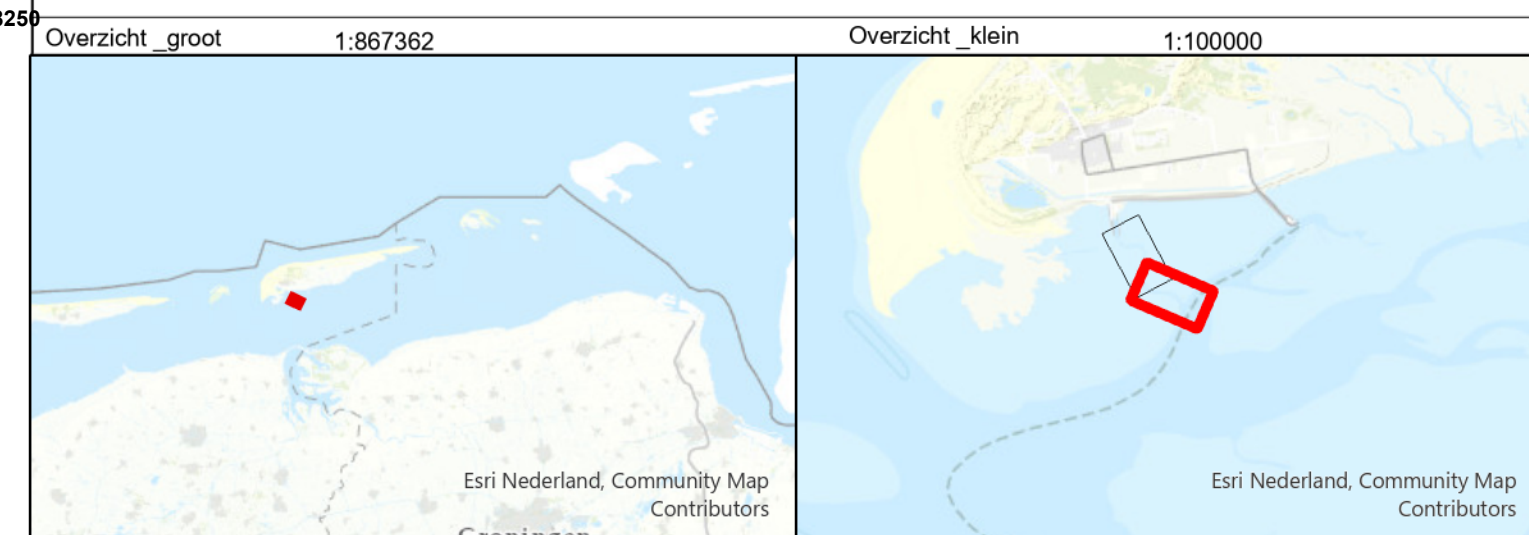 3250
Overzicht _groot 1:867362
Overzicht _klein 1:100000
Esri Nederland, Community Map
Contributors
Esri Nederland, Community Map
Contributors
Groningen